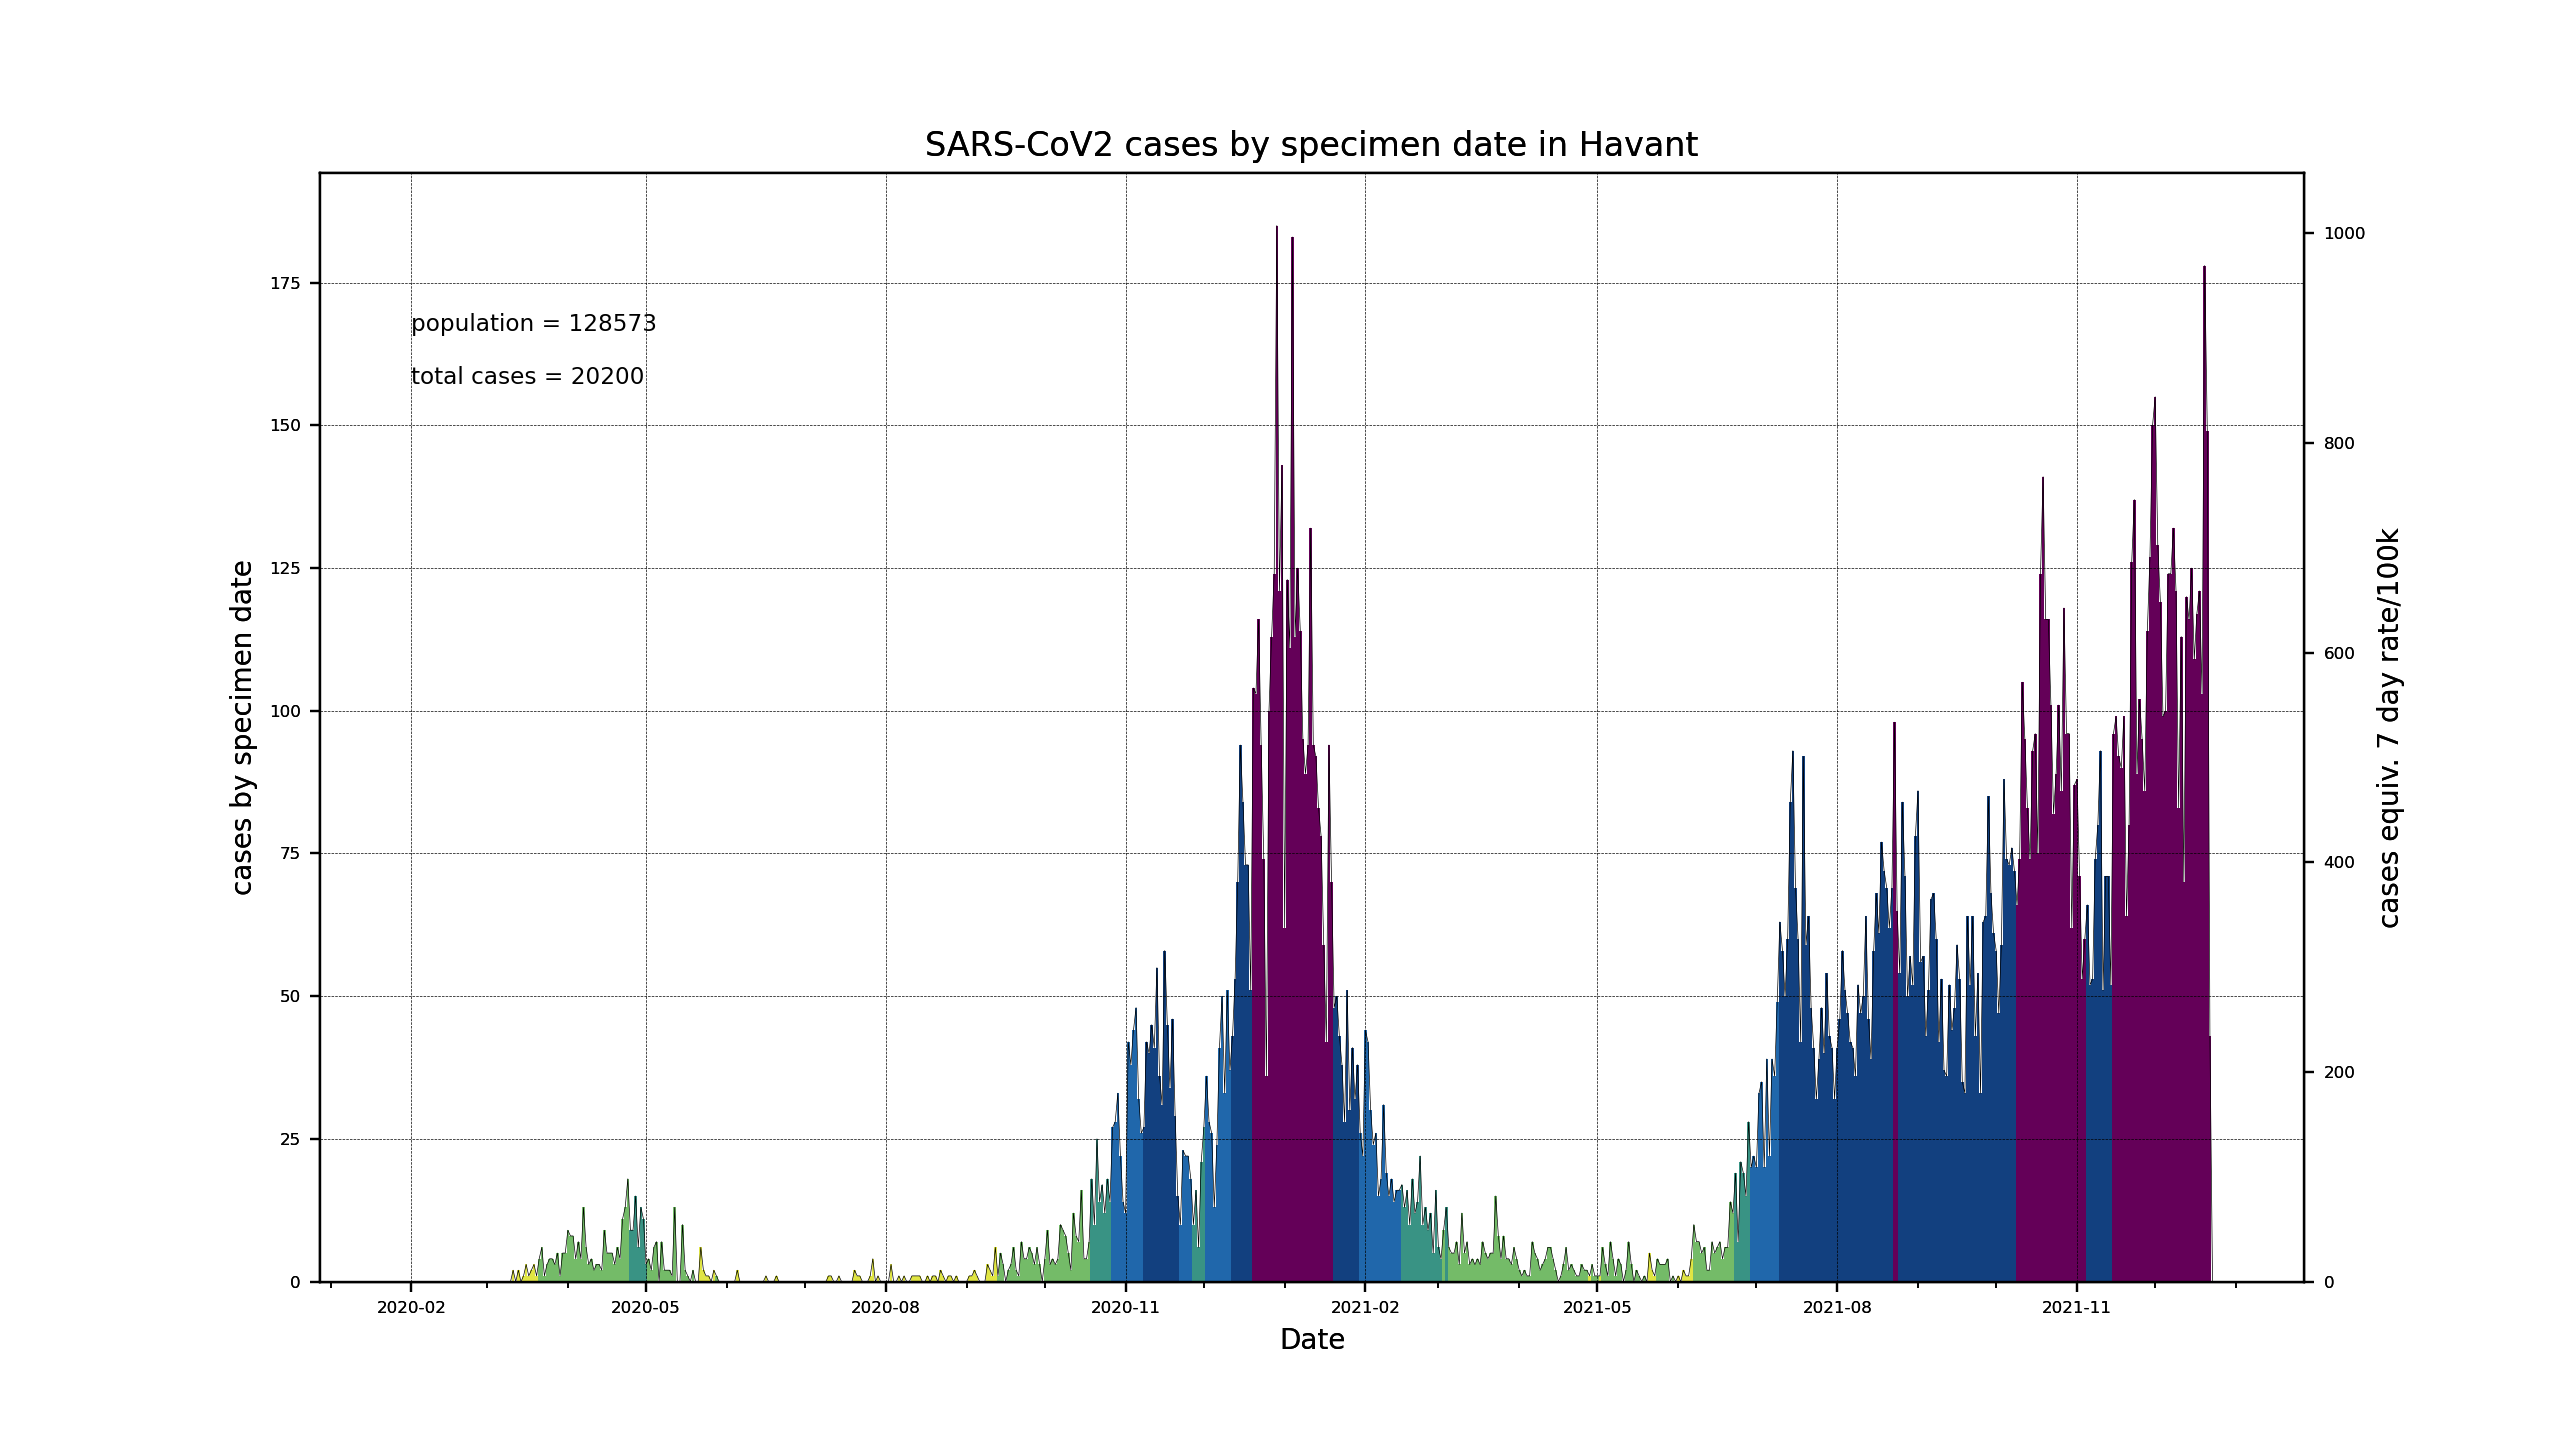 SARS-CoV2 cases by specimen date in Havant
population = 128573
total cases = 20200
cases by specimen date
175
150
125
100
75
50
25
0
1000
800
600
400
200
0
cases equiv. 7 day rate/100k
2020-02 2020-05 2020-08 2020-11 2021-02 2021-05 2021-08 2021-11
Date